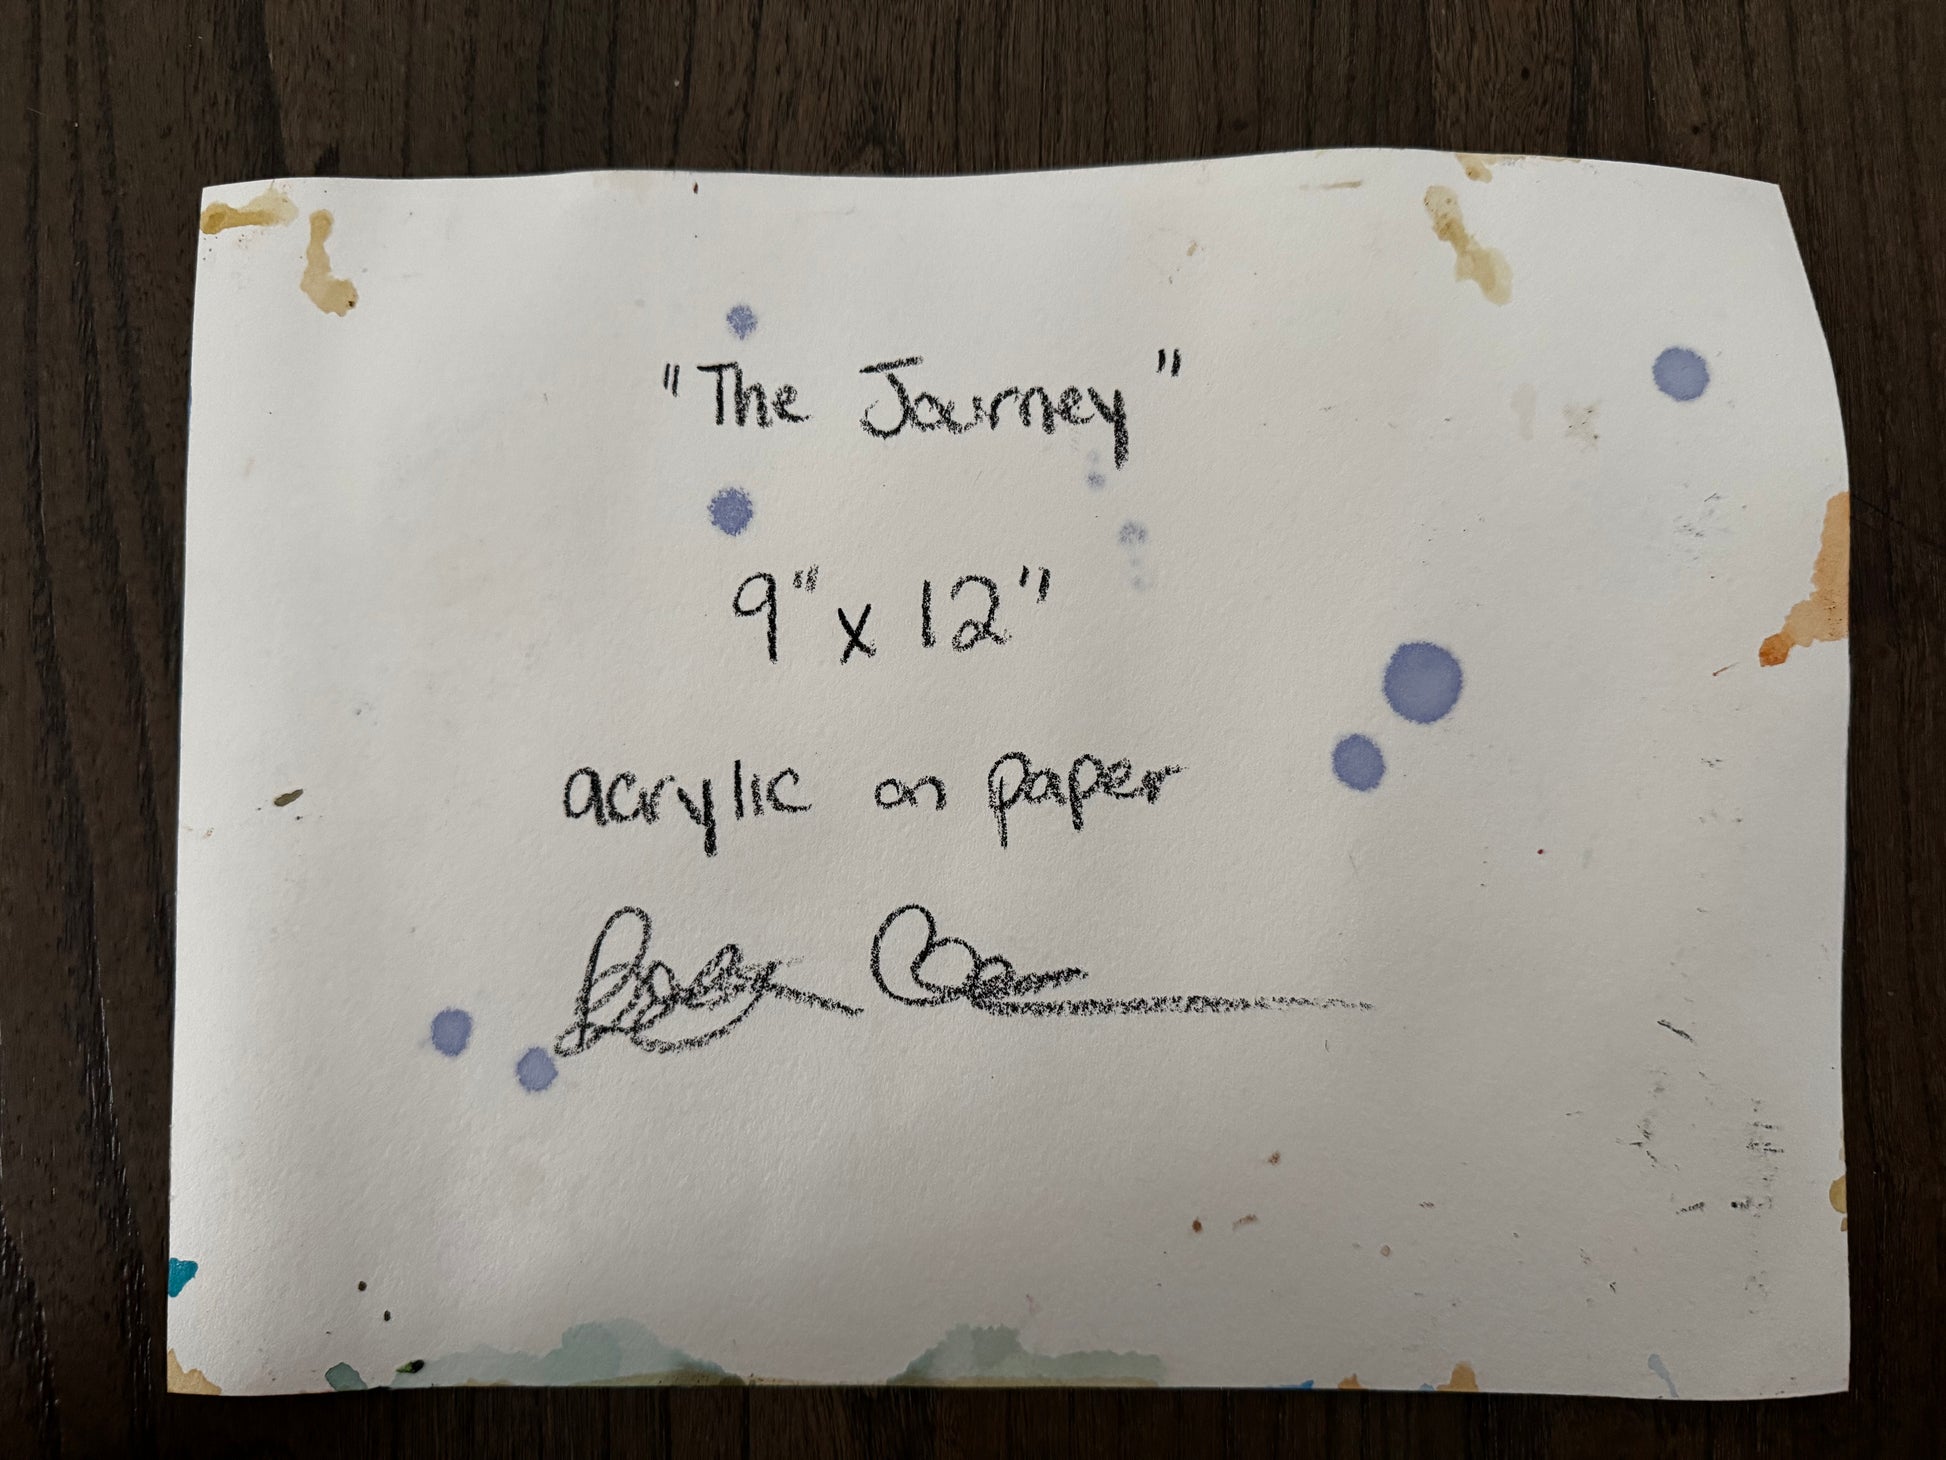 "The Journey"
9" x 12"
acrylic on paper